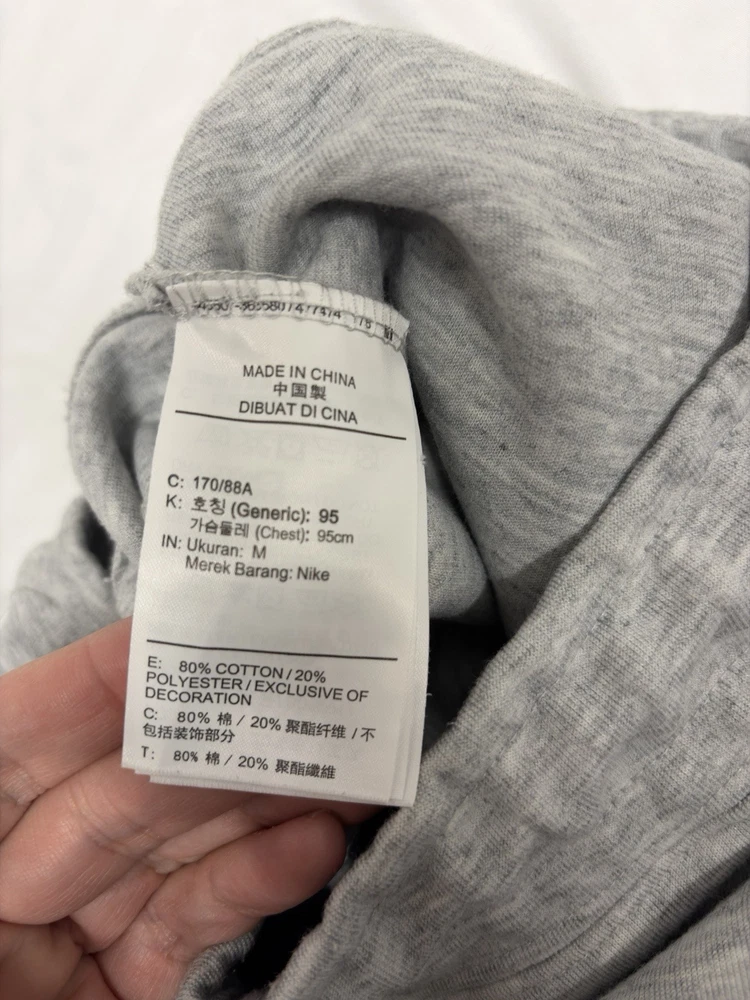 MADE IN CHINA
中国製
DIBUAT DI CINA
C: 170/88A
K: 호칭 (Generic): 95
가슴둘레 (Chest): 95cm
IN: Ukuran: M
Merek Barang: Nike
E: 80% COTTON / 20%
POLYESTER / EXCLUSIVE OF
DECORATION
C: 80% 棉 / 20% 聚酯纤维 / 不
包括装饰部分
T: 80% 棉 / 20% 聚酯纖維